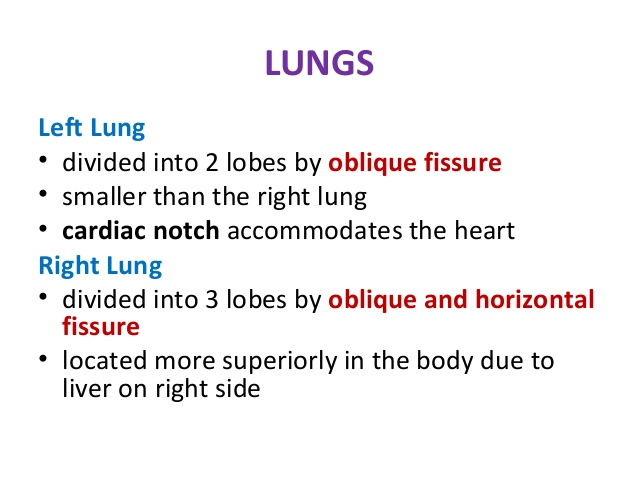 LUNGS
Left Lung
• divided into 2 lobes by oblique fissure
• smaller than the right lung
• cardiac notch accommodates the heart
Right Lung
• divided into 3 lobes by oblique and horizontal
fissure
• located more superiorly in the body due to
liver on right side